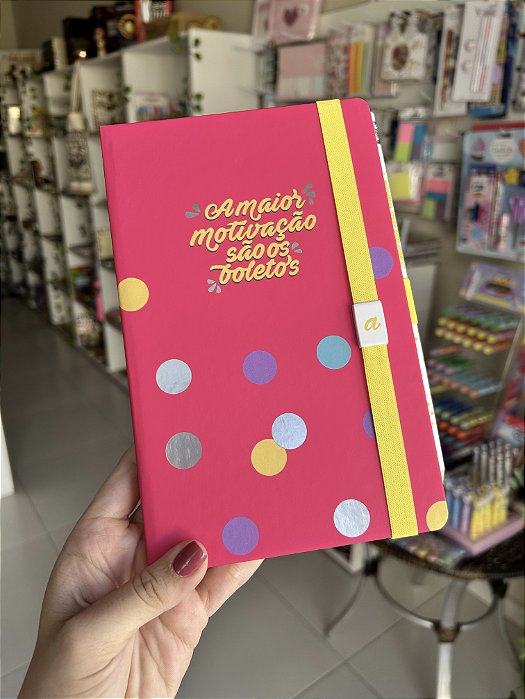 A maior
motivação
são os
boletos
a